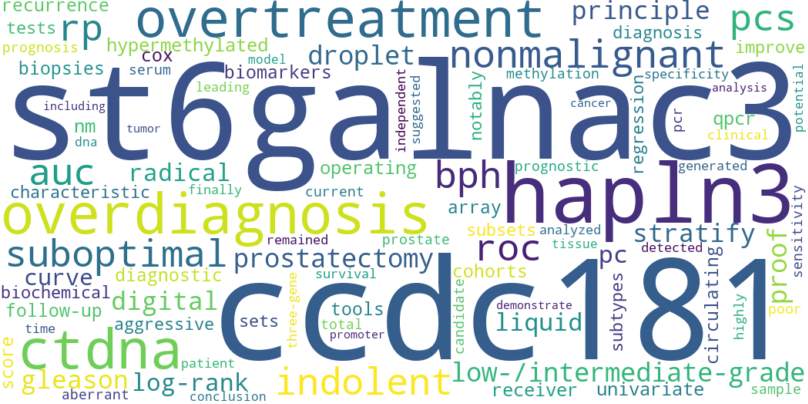 recurrence
overtreatment
principle
pcs
tests
rp
diagnosis
prognosis
hypermethylated
cox
model
droplet
nonmalignant
improve
biopsies
serum
biomarkers
leading
independent
suggested
notably
methylation
specificity
regression
analysis
potential
st6galnac3
including
tumor
nm
dna
pcr
cancer
qpcr
clinical
auc
radical
operating
bph
prognostic
generated
hapln3
sensitivity
characteristic
finally
current
array
overdiagnosis
remained
prostate
subsets
analyzed
tissue
stratify
roc
detected
pc
proof
suboptimal
prostatectomy
curve
diagnostic
survival
cohorts
ccdc181
biochemical
digital
sets
three-gene
tools
total
promoter
candidate
demonstrate
liquid
subtypes
circulating
highly
poor
follow-up
time
aggressive
ctdna
patient
score
gleason
log-rank
indolent
low-/intermediate-grade
aberrant
conclusion
receiver
univariate
sample